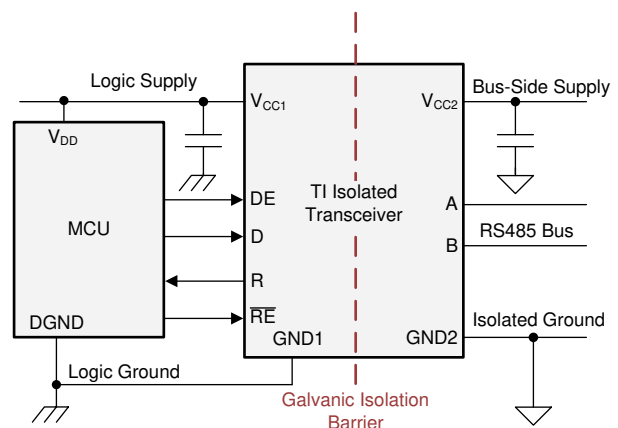 Logic Supply
Bus-Side Supply
VCC1
VCC2
VDD
TI Isolated
Transceiver
DE
A
MCU
D
RS485 Bus
B
R
DGND
RE
Isolated Ground
GND1
GND2
Logic Ground
Galvanic Isolation
Barrier